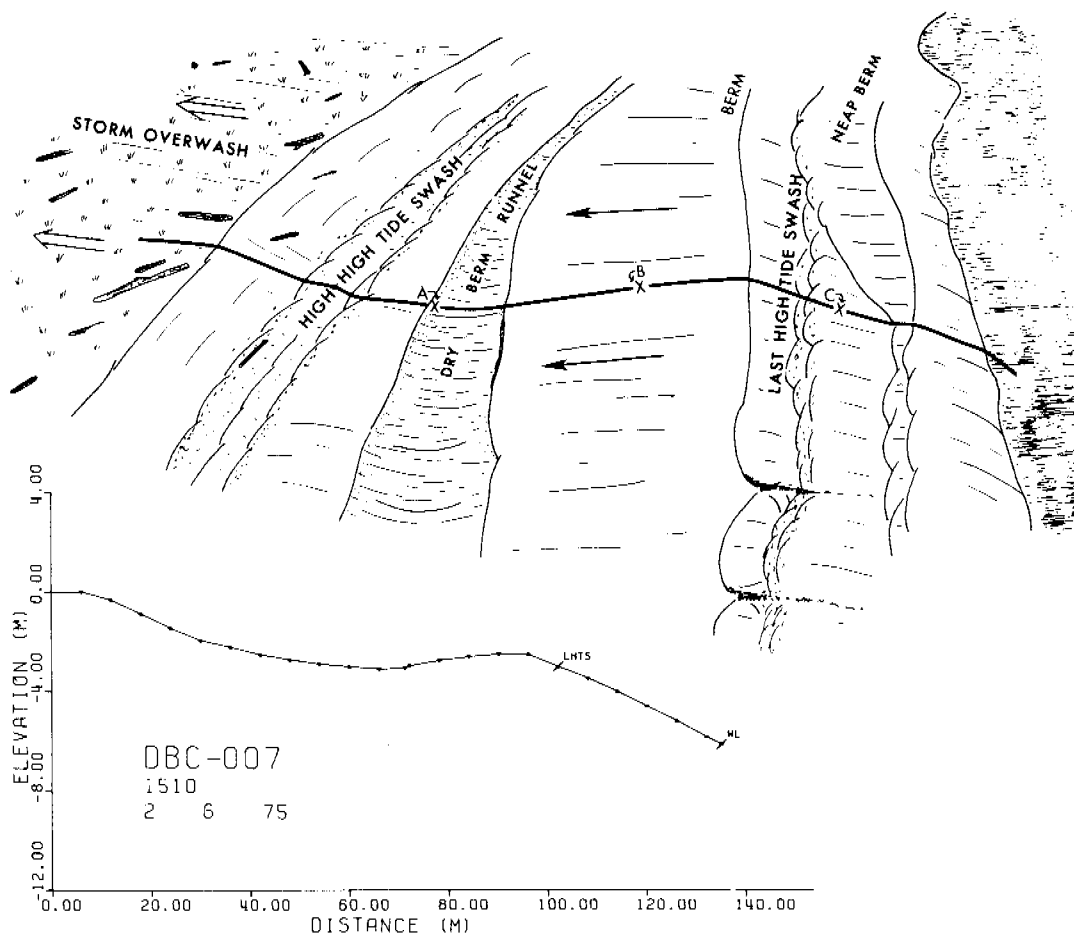 STORM OVERWASH
HIGH HIGH TIDE SWASH
DRY BERM RUNNEL
BERM
LAST HIGH TIDE SWASH
NEAP BERM
A
B
C
X
X
X
4.00
0.00
-4.00
-8.00
-12.00
ELEVATION (M)
LHTS
WL
DBC-007
1510
2 6 75
0.00 20.00 40.00 60.00 80.00 100.00 120.00 140.00
DISTANCE (M)